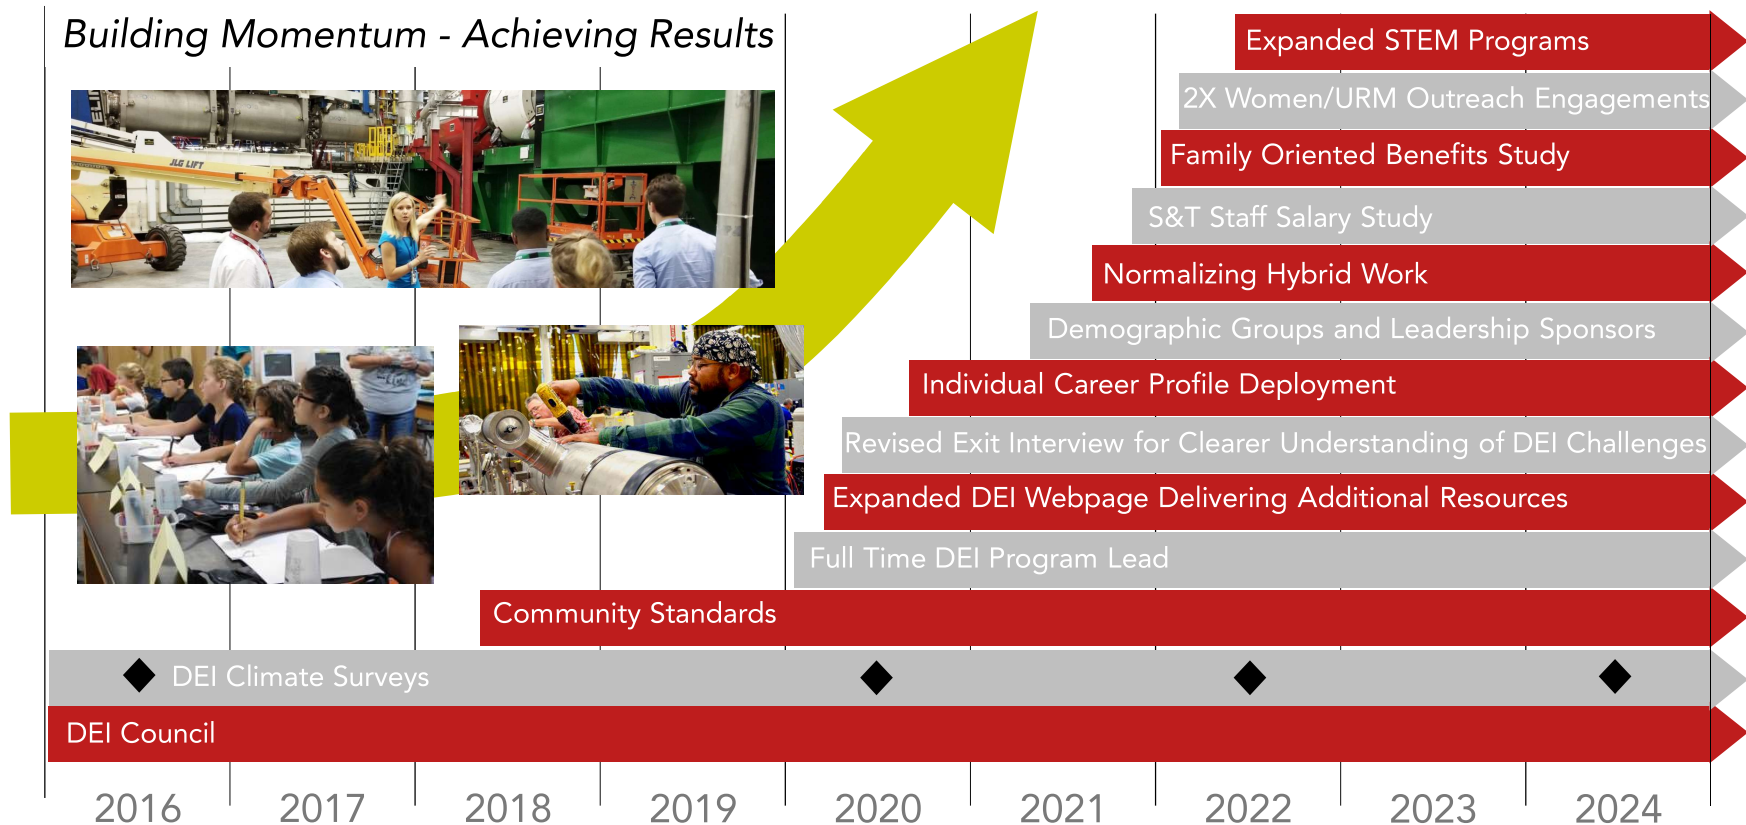 Building Momentum - Achieving Results
JLG LIFT
Expanded STEM Programs
2X Women/URM Outreach Engagements
Family Oriented Benefits Study
S&T Staff Salary Study
Normalizing Hybrid Work
Demographic Groups and Leadership Sponsors
Individual Career Profile Deployment
Revised Exit Interview for Clearer Understanding of DEI Challenges
Expanded DEI Webpage Delivering Additional Resources
Full Time DEI Program Lead
Community Standards
DEI Climate Surveys
DEI Council
2016 2017 2018 2019 2020 2021 2022 2023 2024